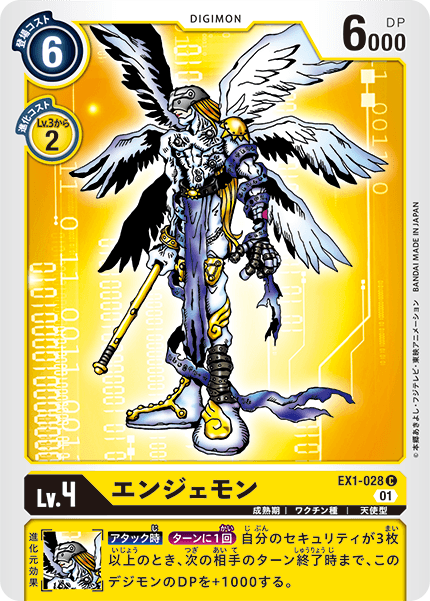 DIGIMON
登場コスト
6
DP
6000
進化コスト
Lv.3から
2
©本郷あきよし・フジテレビ・東映アニメーション BANDAI MADE IN JAPAN
Lv.4
エンジェモン
EX1-028 C
01
成熟期 | ワクチン種 | 天使型
進化元効果
アタック時 ターンに1回 自分のセキュリティが3枚
以上のとき、次の相手のターン終了時まで、この
デジモンのDPを+1000する。